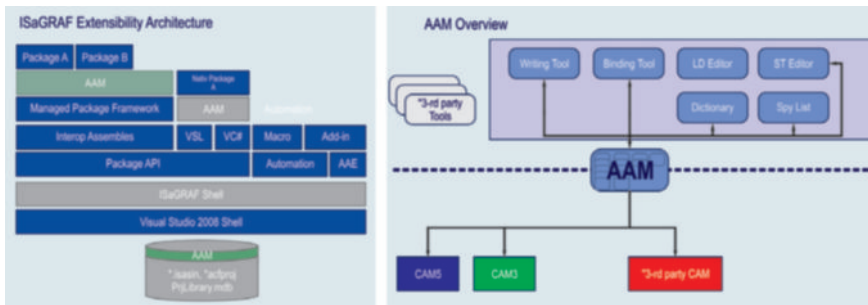 ISaGRAF Extensibility Architecture
Package A
Package B
AAM
Nativ Package
A
Managed Package Framework
AAM
Automation
Interop Assembles
VSL
VC#
Macro
Add-in
Package API
Automation
AAE
ISaGRAF Shell
Visual Studio 2008 Shell
AAM
*.isasin, *acfproj
PrjLibrary.mdb
AAM Overview
Writing Tool
Binding Tool
LD Editor
ST Editor
*3-rd party
Tools
Dictionary
Spy List
AAM
CAM5
CAM3
*3-rd party CAM